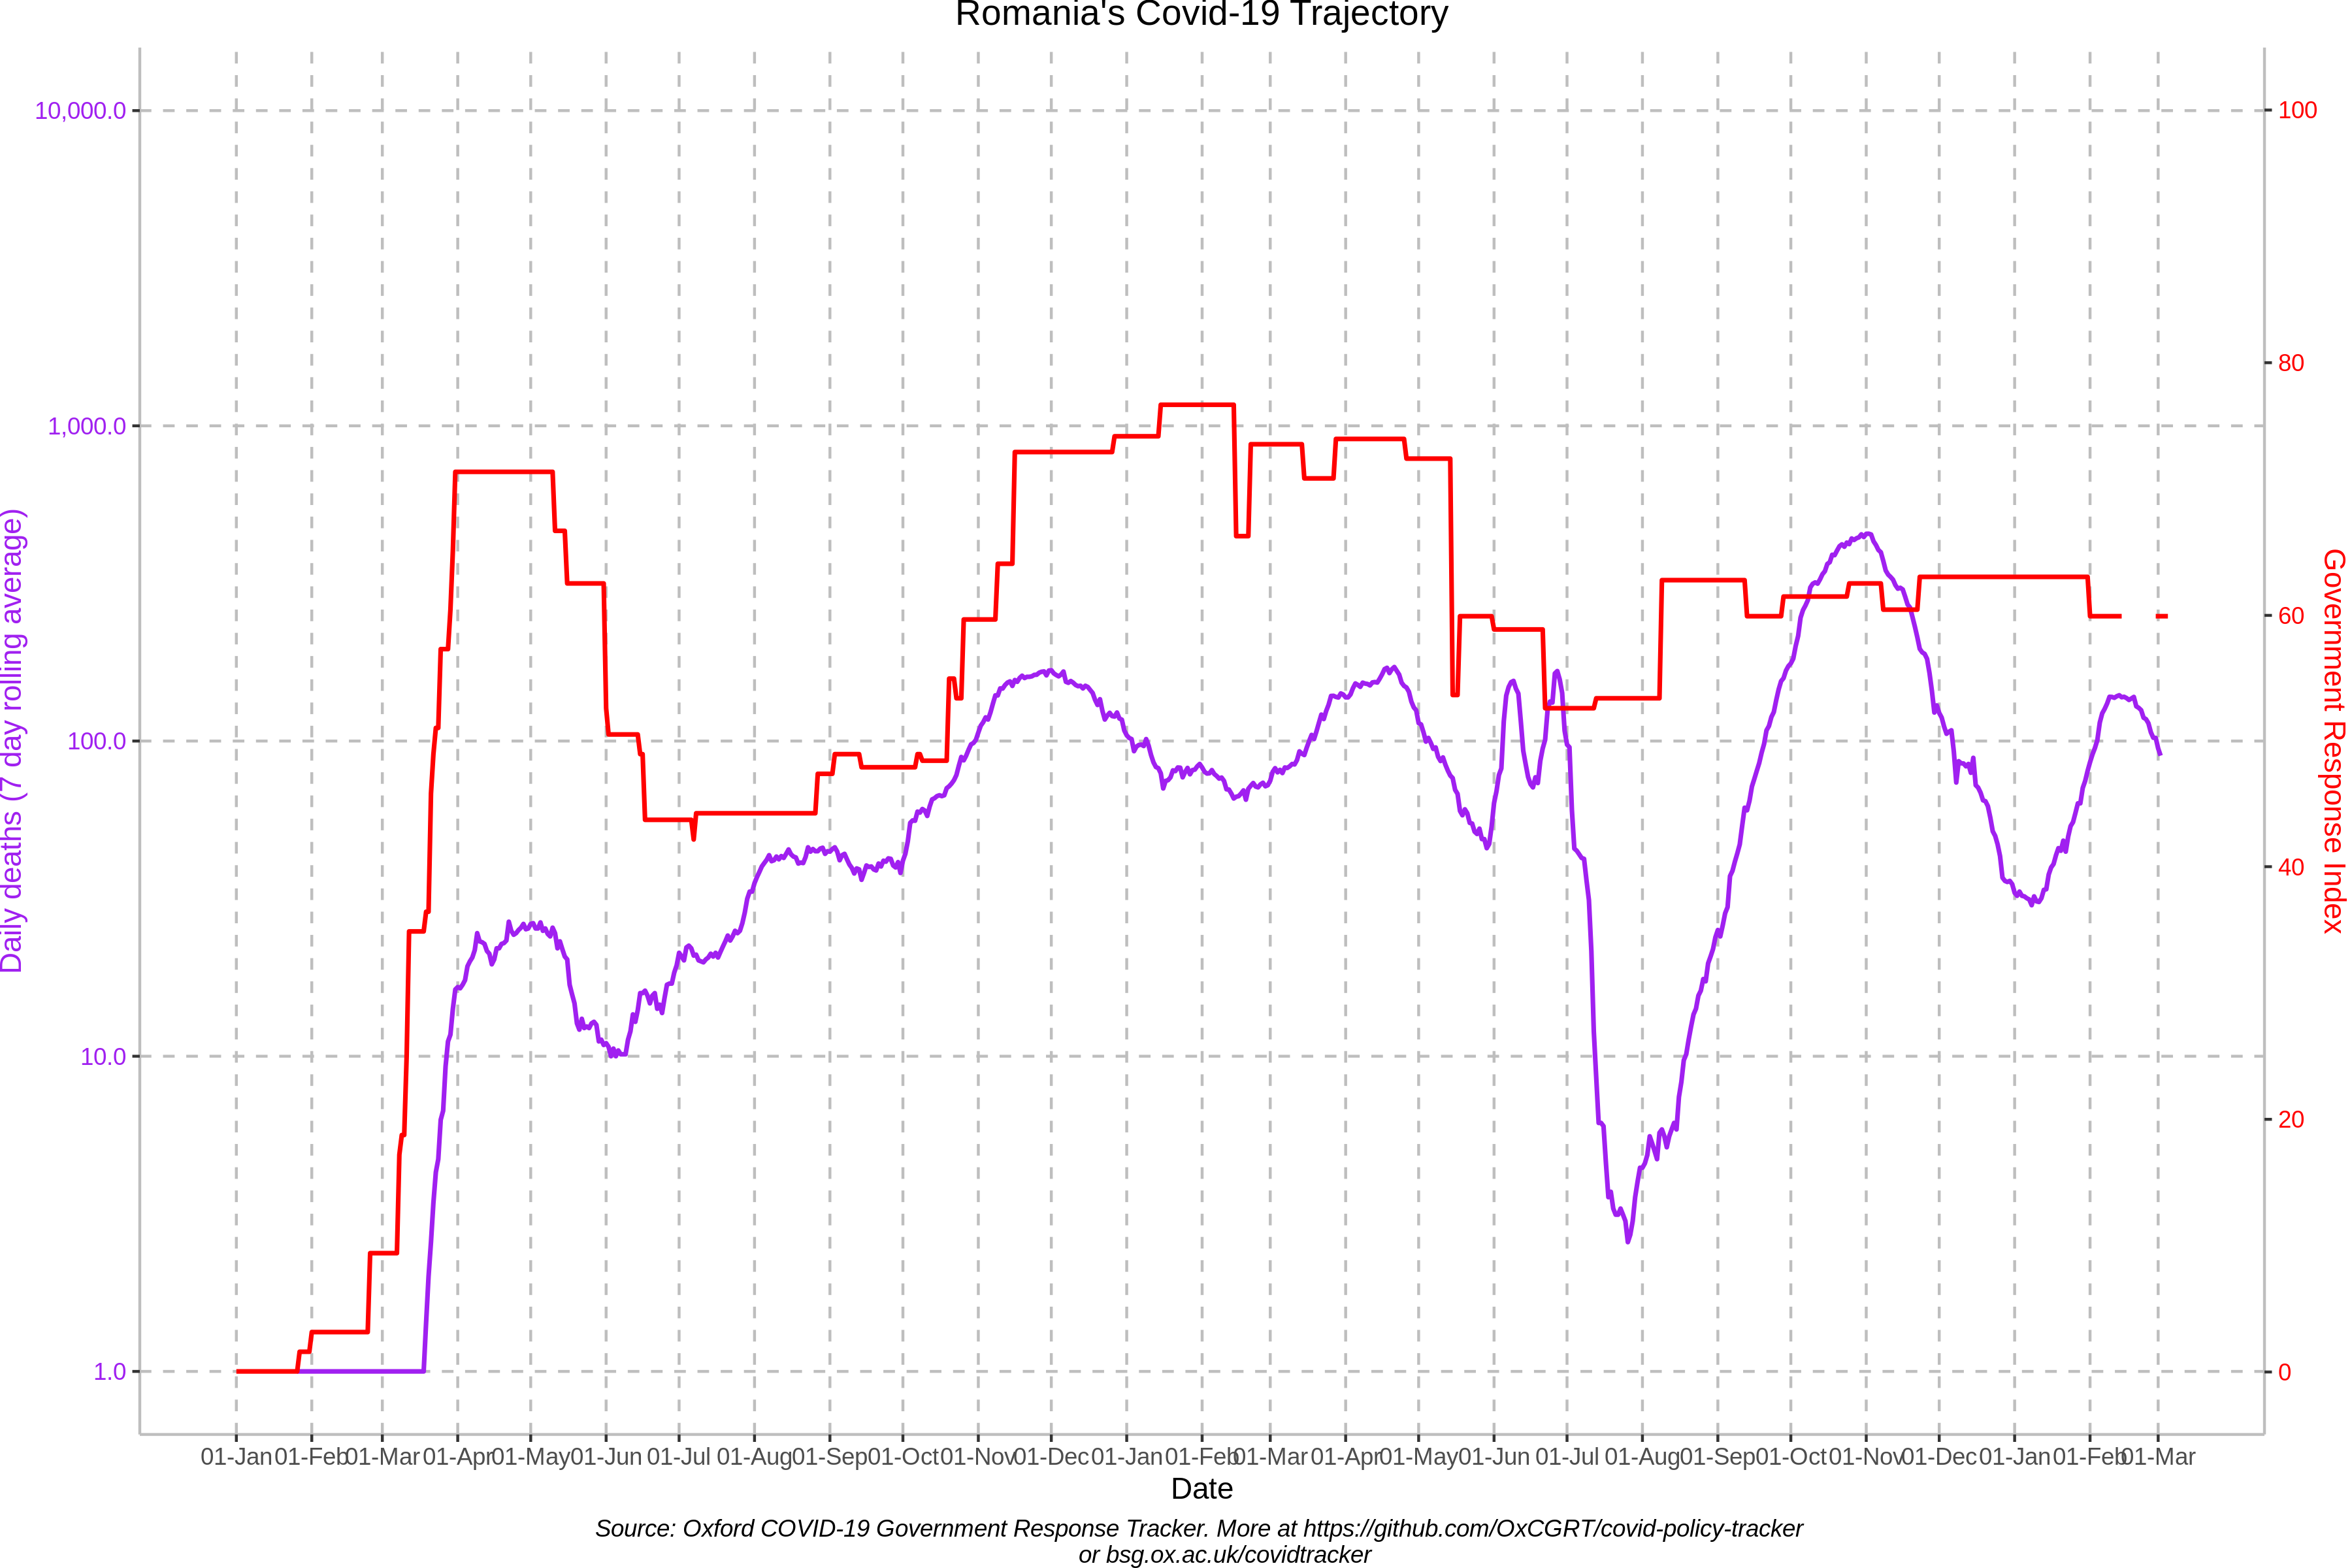 Romania's Covid-19 Trajectory
10,000.0
1,000.0
100.0
10.0
1.0
Daily deaths (7 day rolling average)
100
80
60
40
20
0
Government Response Index
01-Jan 01-Feb 01-Mar 01-Apr 01-May 01-Jun 01-Jul 01-Aug 01-Sep 01-Oct 01-Nov 01-Dec 01-Jan 01-Feb 01-Mar 01-Apr 01-May 01-Jun 01-Jul 01-Aug 01-Sep 01-Oct 01-Nov 01-Dec 01-Jan 01-Feb 01-Mar
Date
Source: Oxford COVID-19 Government Response Tracker. More at https://github.com/OxCGRT/covid-policy-tracker
or bsg.ox.ac.uk/covidtracker